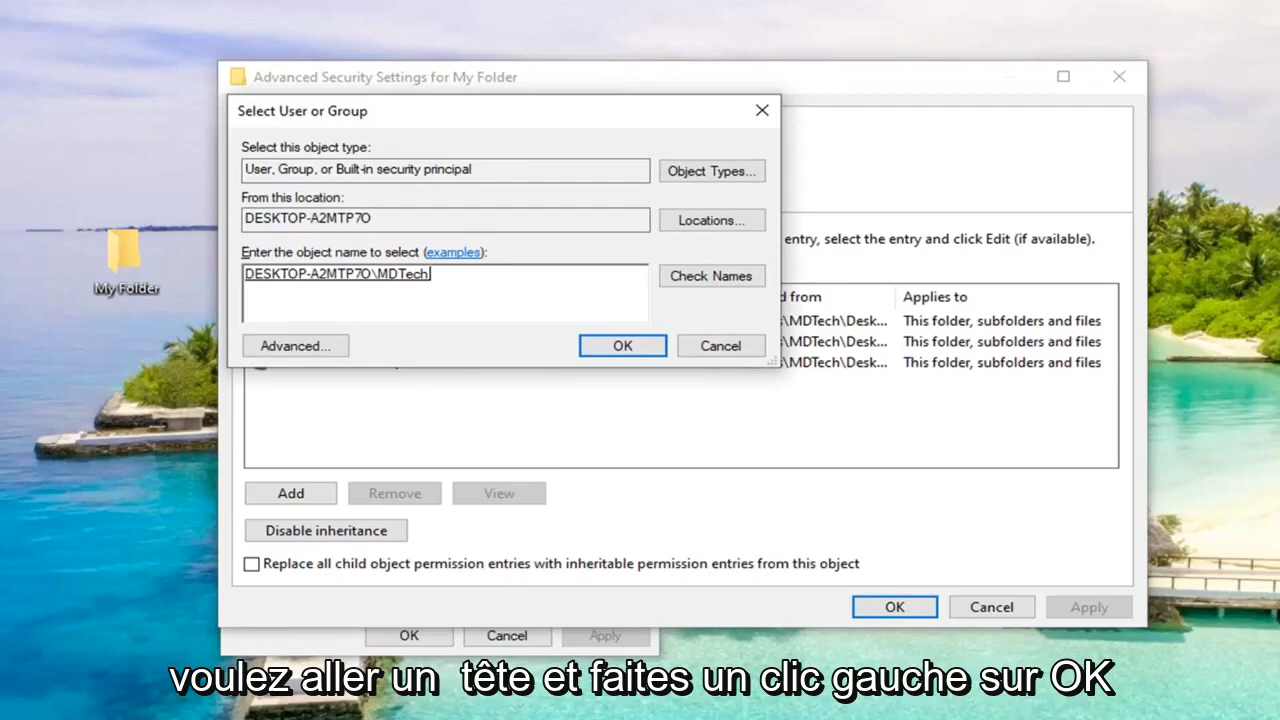 Advanced Security Settings for My Folder
Select User or Group
Select this object type:
User, Group, or Built-in security principal
Object Types...
From this location:
DESKTOP-A2MTP7O
Locations...
Enter the object name to select (examples):
DESKTOP-A2MTP7O\MDTech
Check Names
Advanced...
OK
Cancel
My Folder
entry, select the entry and click Edit (if available).
d from
Applies to
\MDTech\Desk...
This folder, subfolders and files
\MDTech\Desk...
This folder, subfolders and files
\MDTech\Desk...
This folder, subfolders and files
Add
Remove
View
Disable inheritance
Replace all child object permission entries with inheritable permission entries from this object
OK
Cancel
Apply
OK
Cancel
Apply
voulez aller un tête et faites un clic gauche sur OK